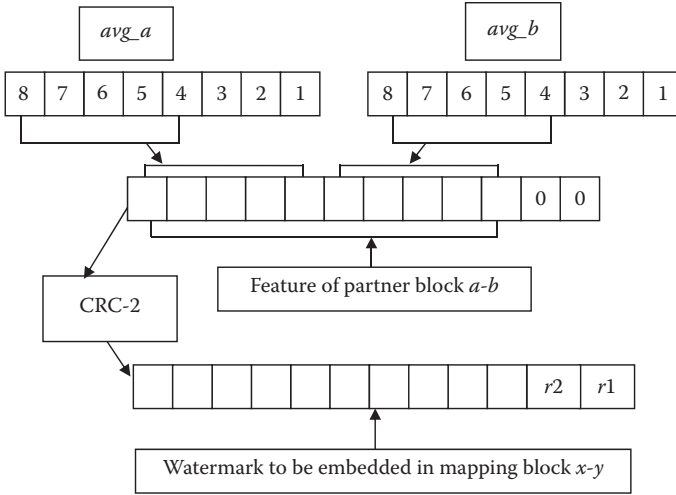 avg_a avg_b
8 7 6 5 4 3 2 1 8 7 6 5 4 3 2 1
0 0
Feature of partner block a-b
CRC-2
r2 r1
Watermark to be embedded in mapping block x-y